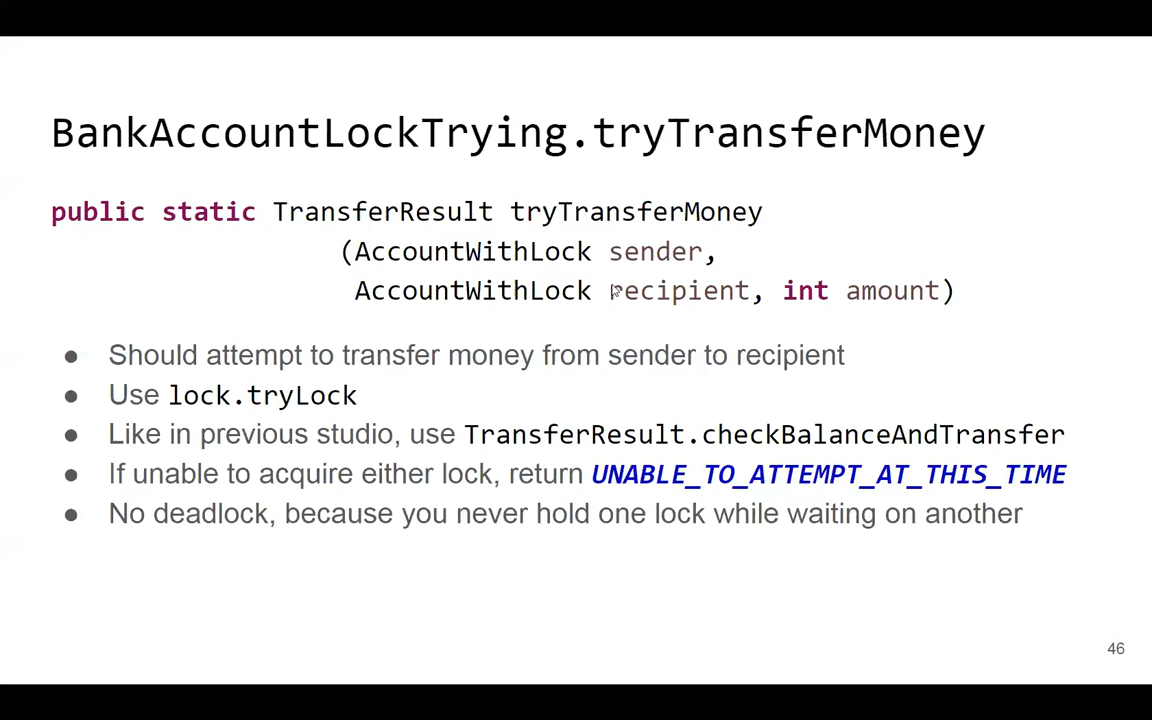 BankAccountLockTrying.tryTransferMoney
public static TransferResult tryTransferMoney
(AccountWithLock sender,
AccountWithLock recipient, int amount)
● Should attempt to transfer money from sender to recipient
● Use lock.tryLock
● Like in previous studio, use TransferResult.checkBalanceAndTransfer
● If unable to acquire either lock, return UNABLE_TO_ATTEMPT_AT_THIS_TIME
● No deadlock, because you never hold one lock while waiting on another
46